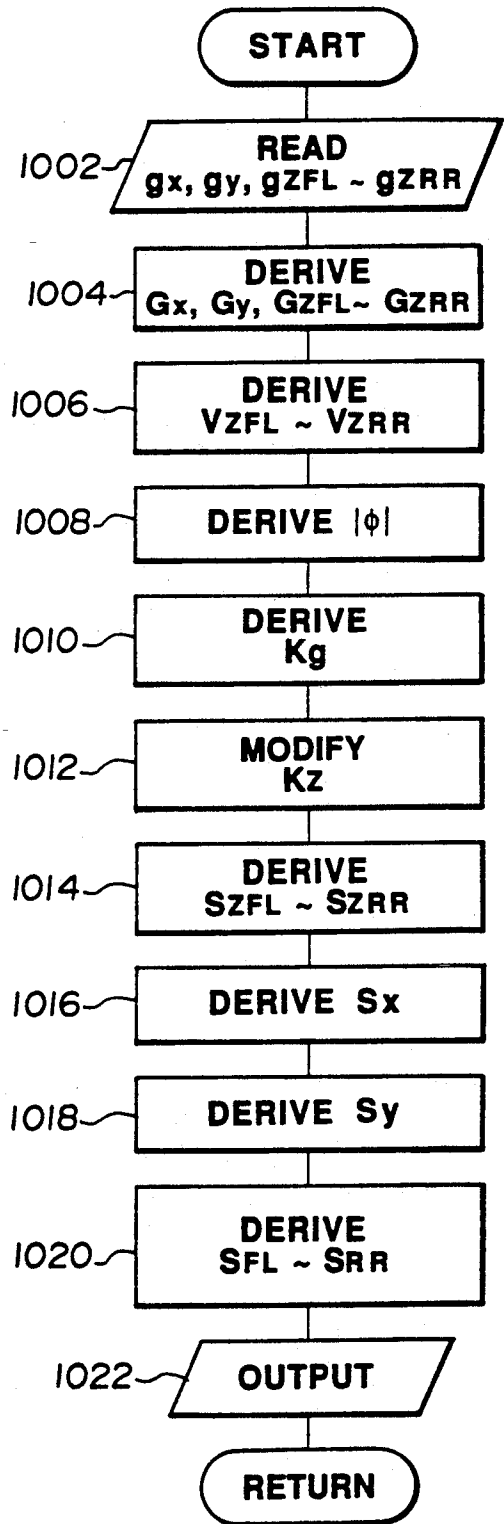 START
1002
READ
gx, gy, gZFL ~ gZRR
1004
DERIVE
Gx, Gy, GZFL~ GZRR
1006
DERIVE
VZFL ~ VZRR
1008
DERIVE |ϕ|
1010
DERIVE
Kg
1012
MODIFY
Kz
1014
DERIVE
SZFL ~ SZRR
1016
DERIVE Sx
1018
DERIVE Sy
1020
DERIVE
SFL ~ SRR
1022
OUTPUT
RETURN